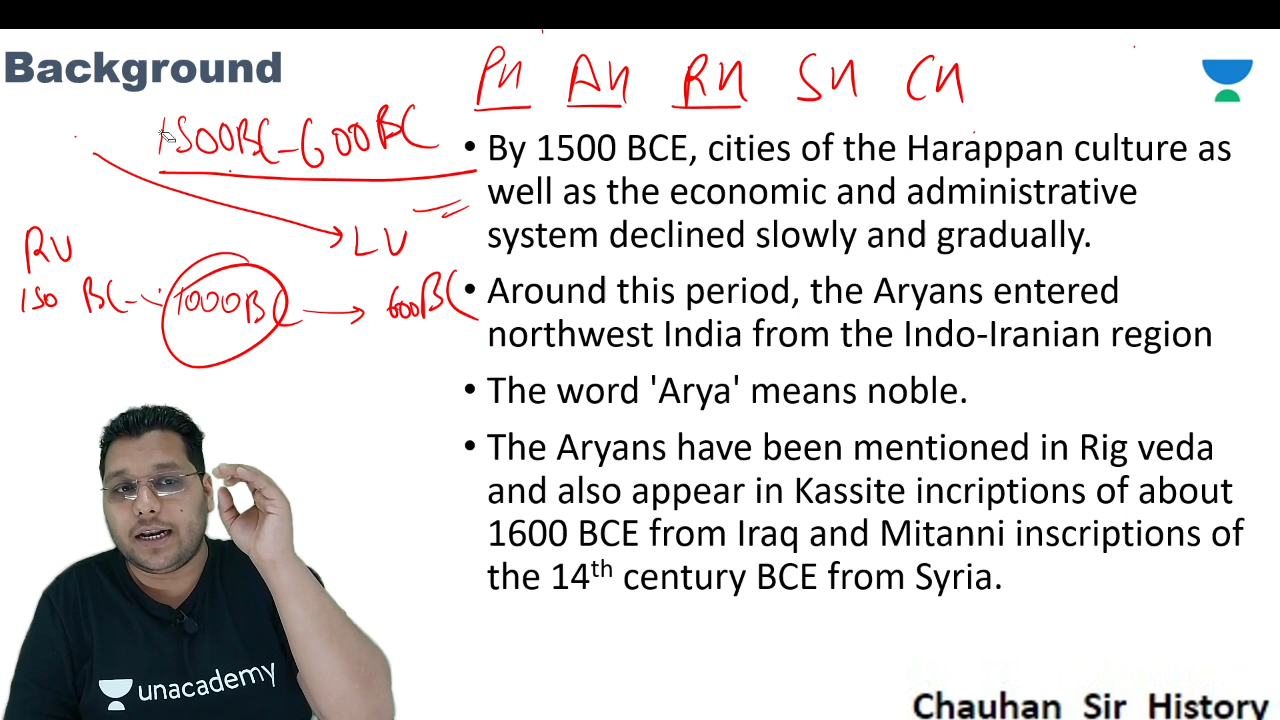 Background
PU AU RU SU CU
1500BC-600BC
By 1500 BCE, cities of the Harappan culture as
well as the economic and administrative
system declined slowly and gradually.
RV
LV
150 BC - 1000BC → 600BC
Around this period, the Aryans entered
northwest India from the Indo-Iranian region
The word 'Arya' means noble.
The Aryans have been mentioned in Rig veda
and also appear in Kassite incriptions of about
1600 BCE from Iraq and Mitanni inscriptions of
the 14th century BCE from Syria.
unacademy
Chauhan Sir History